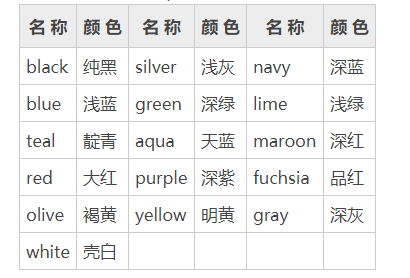 名 称 颜 色 名 称 颜 色 名 称 颜 色
black 纯黑 silver 浅灰 navy 深蓝
blue 浅蓝 green 深绿 lime 浅绿
teal 靛青 aqua 天蓝 maroon 深红
red 大红 purple 深紫 fuchsia 品红
olive 褐黄 yellow 明黄 gray 深灰
white 壳白